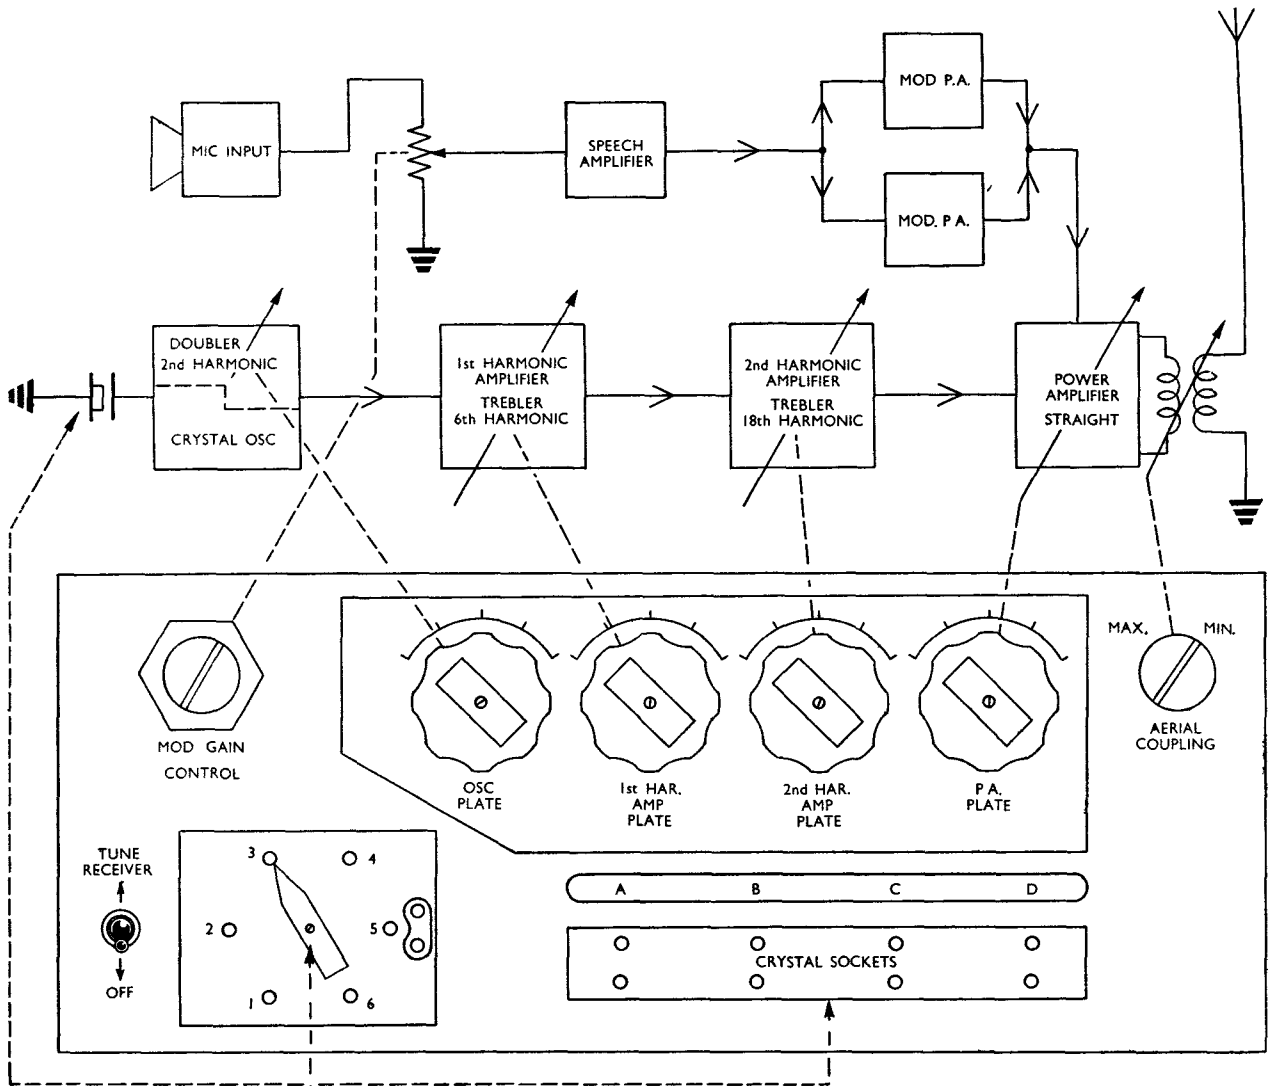 MOD P.A.
MIC INPUT
SPEECH
AMPLIFIER
MOD. P A.
DOUBLER
2nd HARMONIC
CRYSTAL OSC
1st HARMONIC
AMPLIFIER
TREBLER
6th HARMONIC
2nd HARMONIC
AMPLIFIER
TREBLER
18th HARMONIC
POWER
AMPLIFIER
STRAIGHT
MOD GAIN
CONTROL
OSC
PLATE
1st HAR.
AMP
PLATE
2nd HAR.
AMP
PLATE
P A.
PLATE
MAX.
MIN.
AERIAL
COUPLING
TUNE
RECEIVER
OFF
3
4
2
5
1
6
A B C D
CRYSTAL SOCKETS